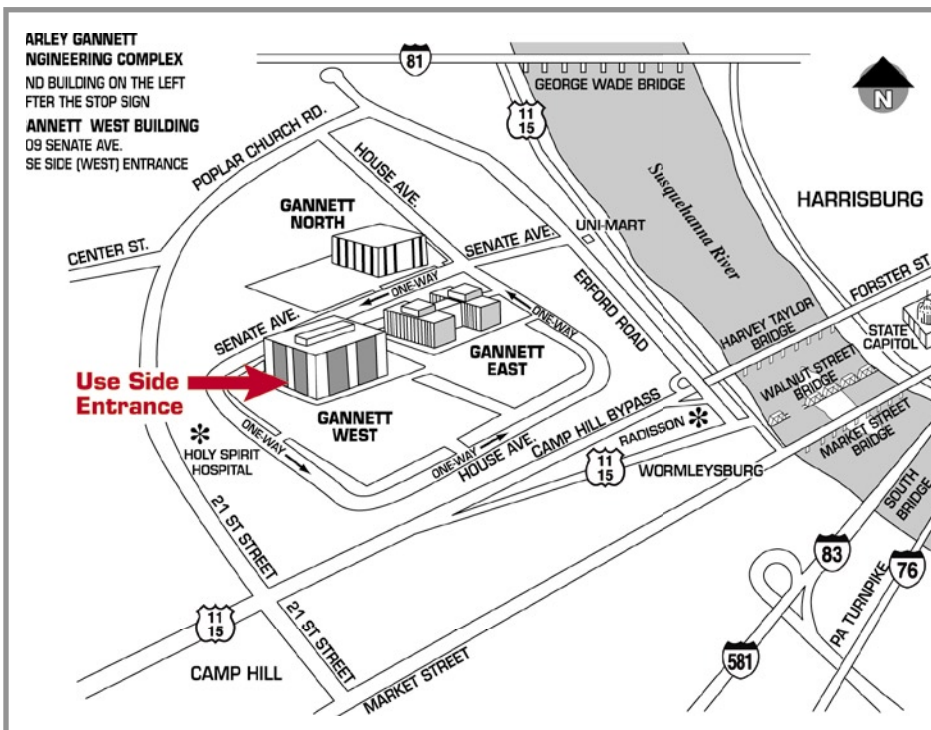 ARLEY GANNETT
NGINEERING COMPLEX
ND BUILDING ON THE LEFT
FTER THE STOP SIGN
ANNETT WEST BUILDING
09 SENATE AVE.
SE SIDE (WEST) ENTRANCE
81
GEORGE WADE BRIDGE
N
11
15
POPLAR CHURCH RD.
HOUSE AVE.
Susquehanna River
HARRISBURG
GANNETT
NORTH
UNI-MART
SENATE AVE.
CENTER ST.
ERFORD ROAD
FORSTER ST.
ONE-WAY
ONE-WAY
SENATE AVE.
HARVEY TAYLOR
BRIDGE
STATE
CAPITOL
GANNETT
EAST
WALNUT STREET
BRIDGE
Use Side
Entrance
GANNETT
WEST
CAMP HILL BYPASS
MARKET STREET
BRIDGE
HOLY SPIRIT
HOSPITAL
ONE-WAY
ONE-WAY
HOUSE AVE.
RADISSON
11
15
WORMLEYSBURG
SOUTH
BRIDGE
21 ST STREET
83
76
PA TURNPIKE
11
15
21 ST STREET
CAMP HILL
MARKET STREET
581